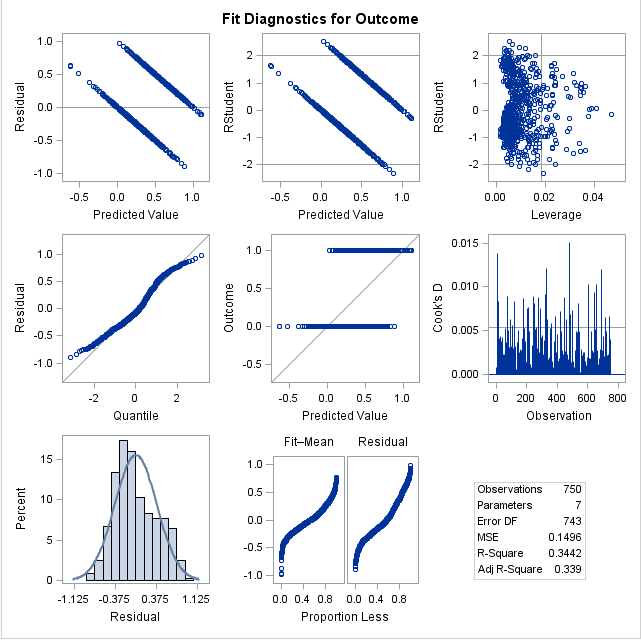 Fit Diagnostics for Outcome
1.0
0.5
0.0
-0.5
-1.0
Residual
-0.5 0.0 0.5 1.0
Predicted Value
2
1
0
-1
-2
RStudent
-0.5 0.0 0.5 1.0
Predicted Value
2
1
0
-1
-2
RStudent
0.00 0.02 0.04
Leverage
1.0
0.5
0.0
-0.5
-1.0
Residual
-2 0 2
Quantile
1.0
0.5
0.0
-0.5
Outcome
-0.5 0.0 0.5 1.0
Predicted Value
0.015
0.010
0.005
0.000
Cook's D
0 200 400 600 800
Observation
15
10
5
0
Percent
-1.125 -0.375 0.375 1.125
Residual
Fit–Mean Residual
1.0
0.5
0.0
-0.5
-1.0
0.0 0.4 0.8 0.0 0.4 0.8
Proportion Less
Observations 750
Parameters 7
Error DF 743
MSE 0.1496
R-Square 0.3442
Adj R-Square 0.339